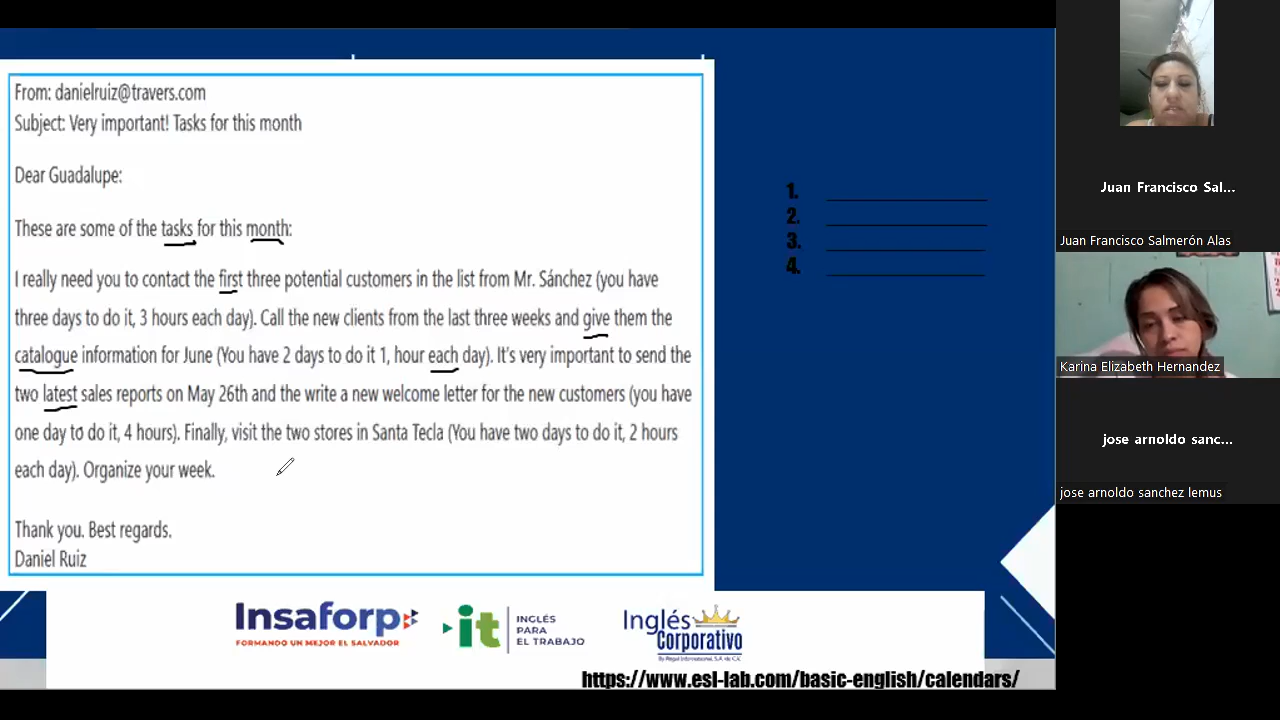 From: danielruiz@travers.com
Subject: Very important! Tasks for this month
Dear Guadalupe:
These are some of the tasks for this month:
I really need you to contact the first three potential customers in the list from Mr. Sánchez (you have
three days to do it, 3 hours each day). Call the new clients from the last three weeks and give them the
catalogue information for June (You have 2 days to do it 1, hour each day). It's very important to send the
two latest sales reports on May 26th and the write a new welcome letter for the new customers (you have
one day to do it, 4 hours). Finally, visit the two stores in Santa Tecla (You have two days to do it, 2 hours
each day). Organize your week.
Thank you. Best regards.
Daniel Ruiz
1.
2.
3.
4.
Insaforp
FORMANDO UN MEJOR EL SALVADOR
it
INGLÉS
PARA
EL TRABAJO
Inglés
Corporativo
By Regal Internacional, S.A. de C.V.
https://www.esl-lab.com/basic-english/calendars/
Juan Francisco Sal...
Juan Francisco Salmerón Alas
Karina Elizabeth Hernandez
jose arnoldo sanc...
jose arnoldo sanchez lemus